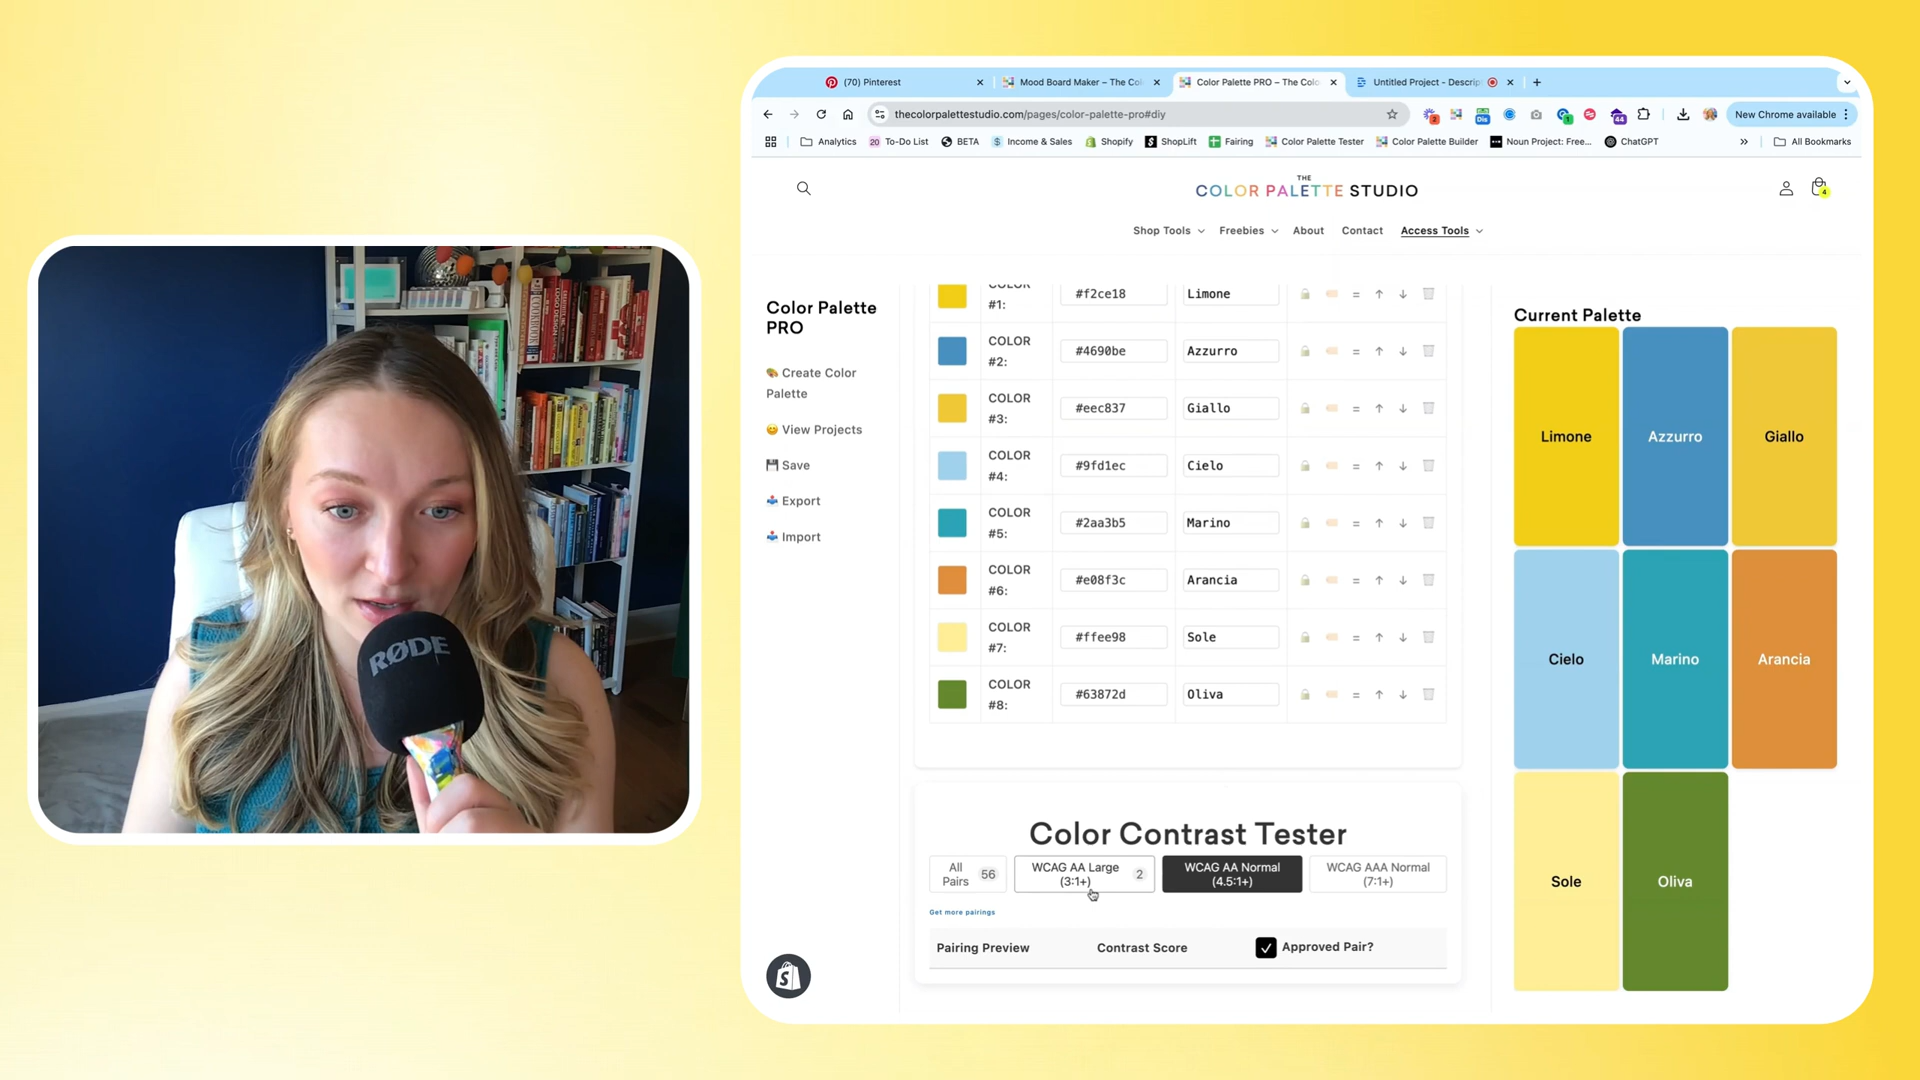 (70) Pinterest
Mood Board Maker – The Col
Color Palette PRO – The Colo
Untitled Project - Descrip
thecolorpalettestudio.com/pages/color-palette-pro#diy
New Chrome available
Analytics
20 To-Do List
BETA
Income & Sales
Shopify
ShopLift
Fairing
Color Palette Tester
Color Palette Builder
Noun Project: Free...
ChatGPT
All Bookmarks
THE
COLOR PALETTE STUDIO
4
Shop Tools
Freebies
About
Contact
Access Tools
Color Palette
PRO
Create Color
Palette
View Projects
Save
Export
Import
COLOR
#1:
#f2ce18
Limone
COLOR
#2:
#4690be
Azzurro
COLOR
#3:
#eec837
Giallo
COLOR
#4:
#9fd1ec
Cielo
COLOR
#5:
#2aa3b5
Marino
COLOR
#6:
#e08f3c
Arancia
COLOR
#7:
#ffee98
Sole
COLOR
#8:
#63872d
Oliva
Color Contrast Tester
All
Pairs
56
WCAG AA Large
(3:1+)
2
WCAG AA Normal
(4.5:1+)
WCAG AAA Normal
(7:1+)
Get more pairings
Pairing Preview
Contrast Score
Approved Pair?
Current Palette
Limone
Azzurro
Giallo
Cielo
Marino
Arancia
Sole
Oliva
RØDE